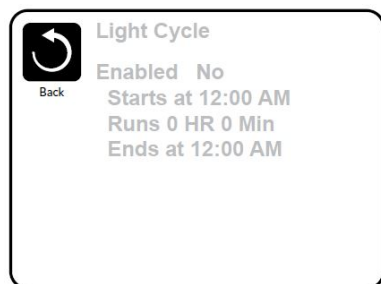 Light Cycle
Back
Enabled No
Starts at 12:00 AM
Runs 0 HR 0 Min
Ends at 12:00 AM